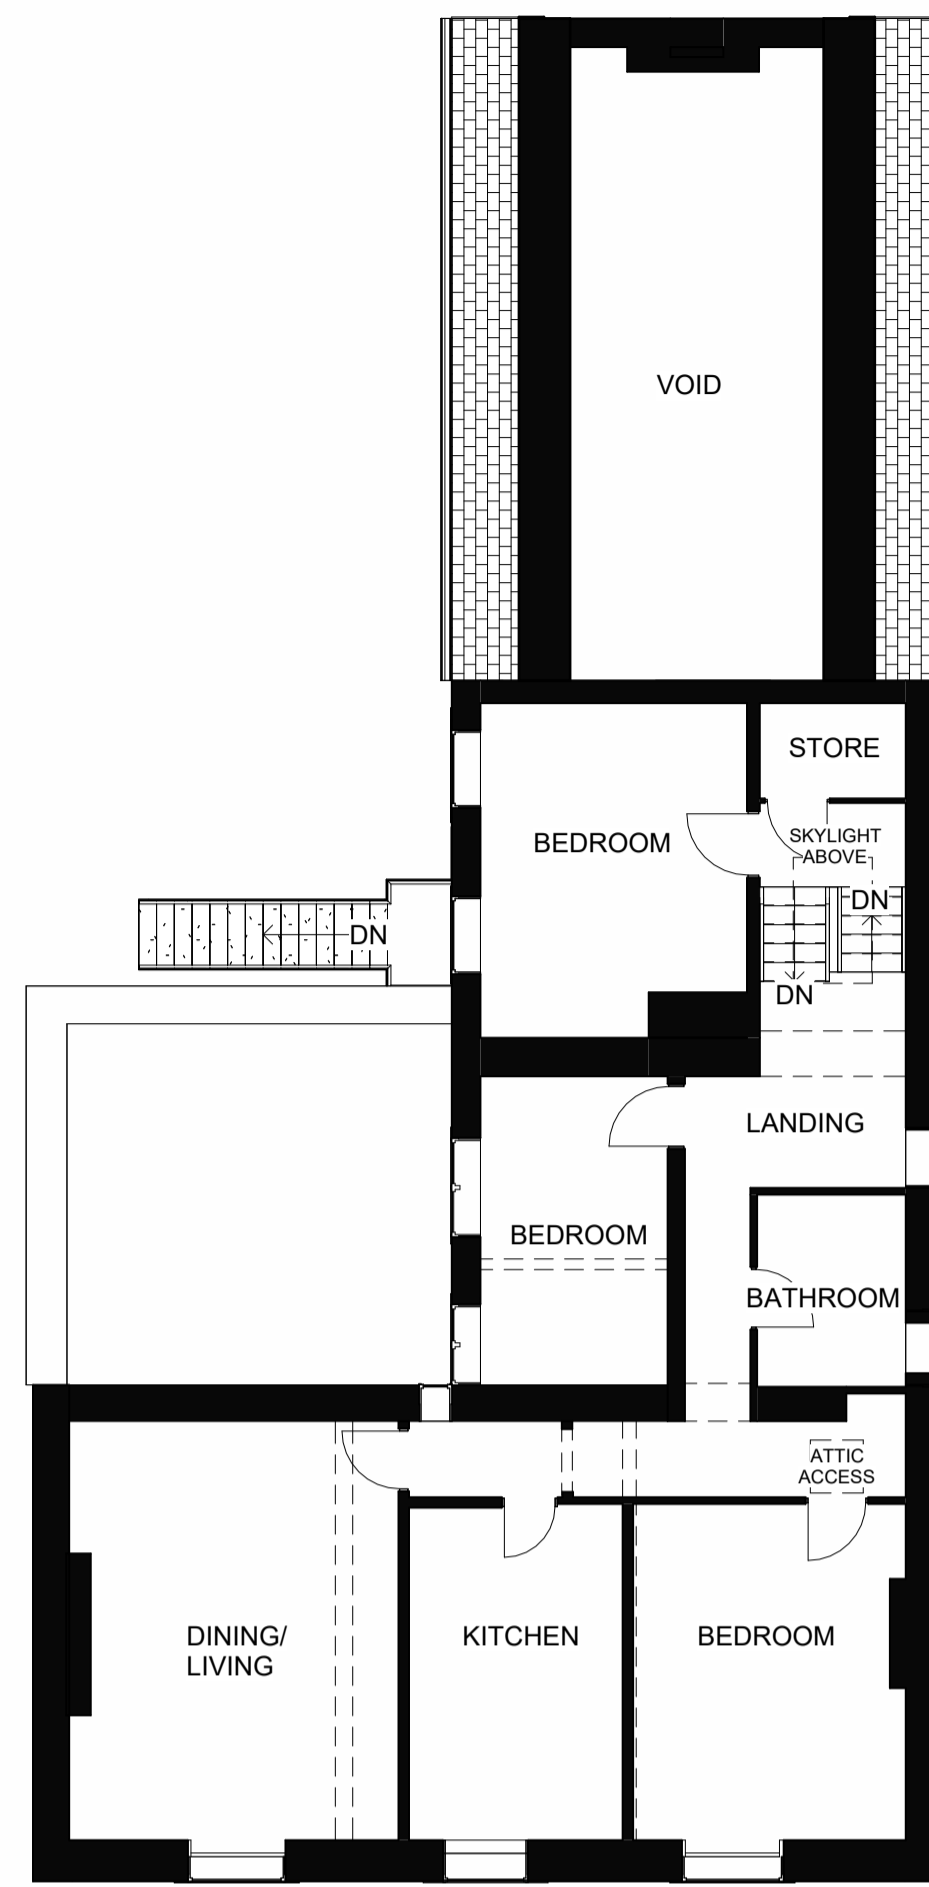 VOID
STORE
BEDROOM
SKYLIGHT
ABOVE
DN
DN
DN
LANDING
BEDROOM
BATHROOM
ATTIC
ACCESS
DINING/
LIVING
KITCHEN
BEDROOM